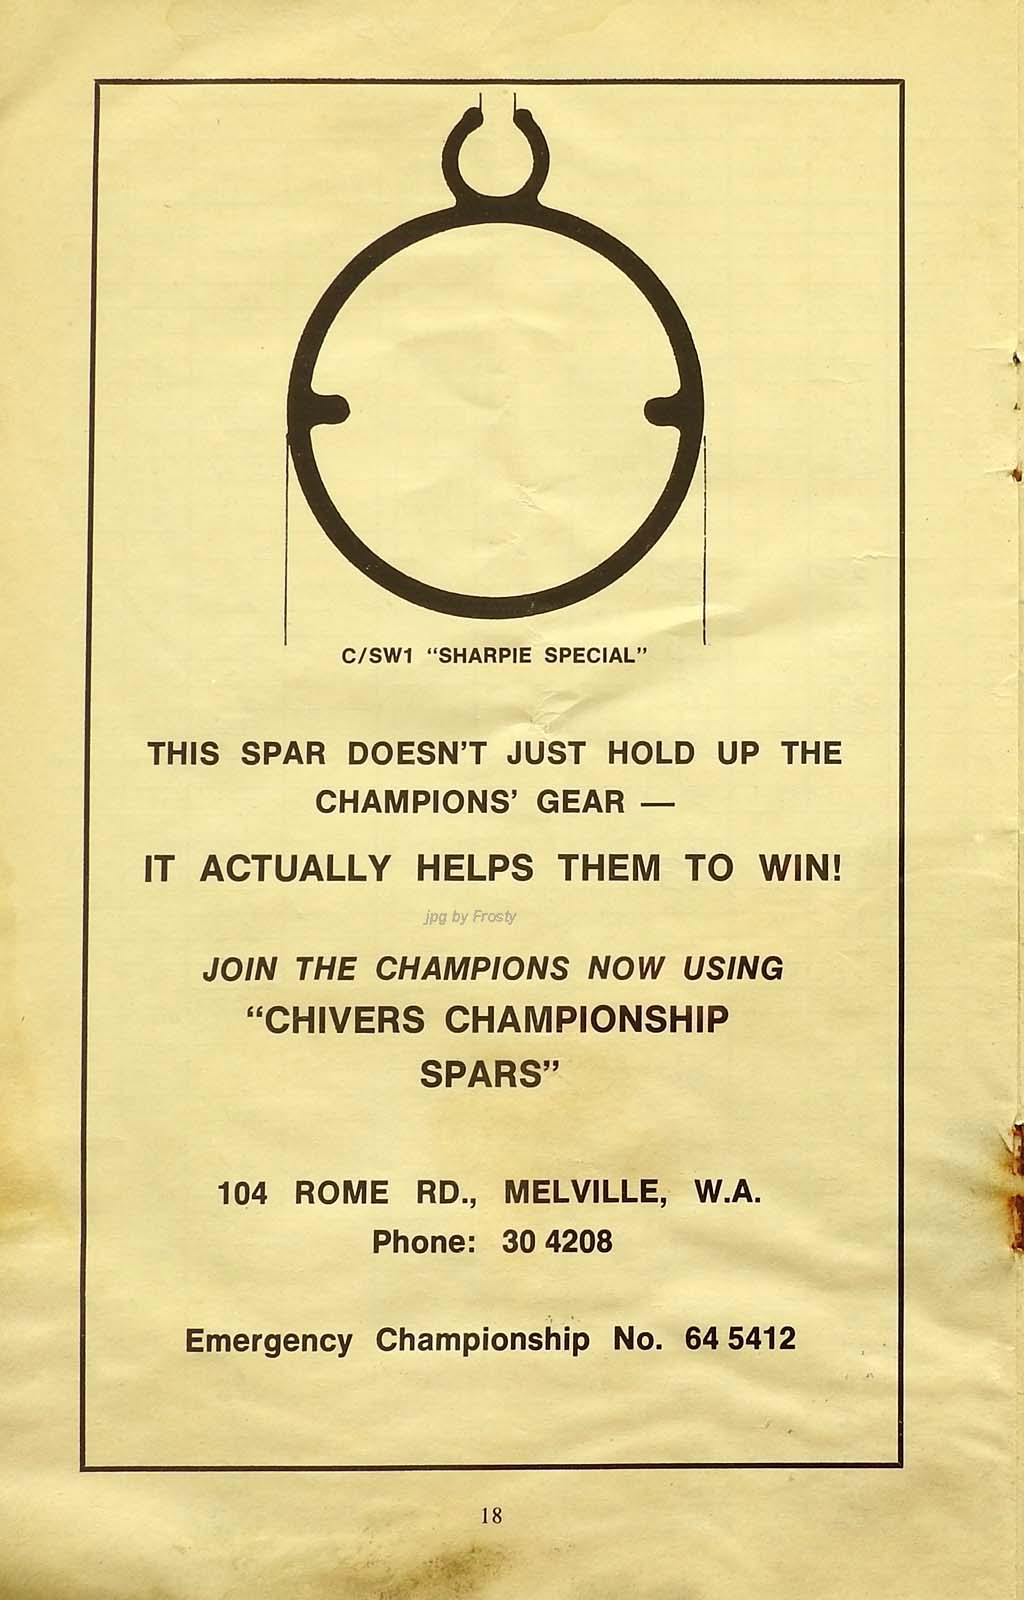 C/SW1 “SHARPIE SPECIAL”
THIS SPAR DOESN’T JUST HOLD UP THE
CHAMPIONS’ GEAR —
IT ACTUALLY HELPS THEM TO WIN!
jpg by Frosty
JOIN THE CHAMPIONS NOW USING
“CHIVERS CHAMPIONSHIP
SPARS”
104 ROME RD., MELVILLE, W.A.
Phone: 30 4208
Emergency Championship No. 64 5412
18